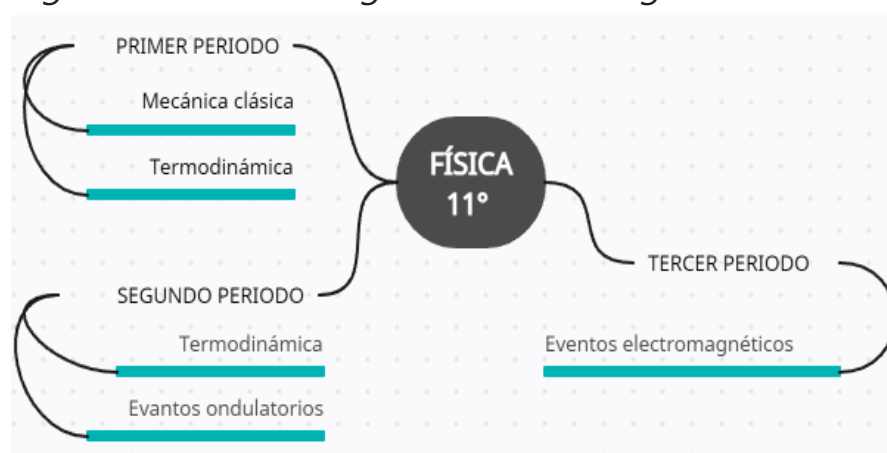 PRIMER PERIODO
Mecánica clásica
Termodinámica
FÍSICA
11°
SEGUNDO PERIODO
Termodinámica
Evantos ondulatorios
TERCER PERIODO
Eventos electromagnéticos